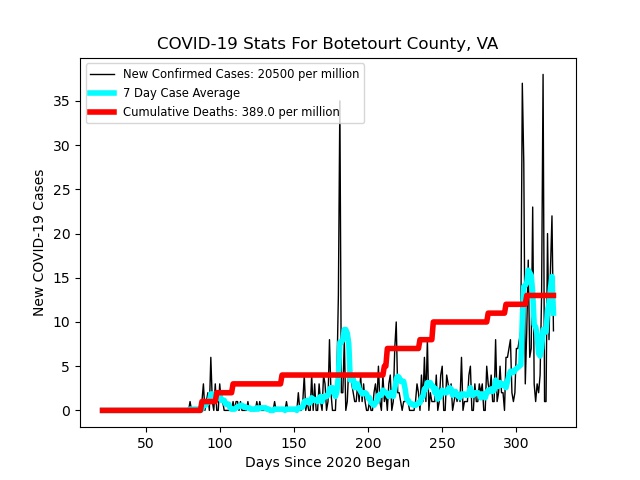 COVID-19 Stats For Botetourt County, VA
New Confirmed Cases: 20500 per million
7 Day Case Average
Cumulative Deaths: 389.0 per million
35
30
25
20
15
10
5
0
New COVID-19 Cases
50 100 150 200 250 300
Days Since 2020 Began